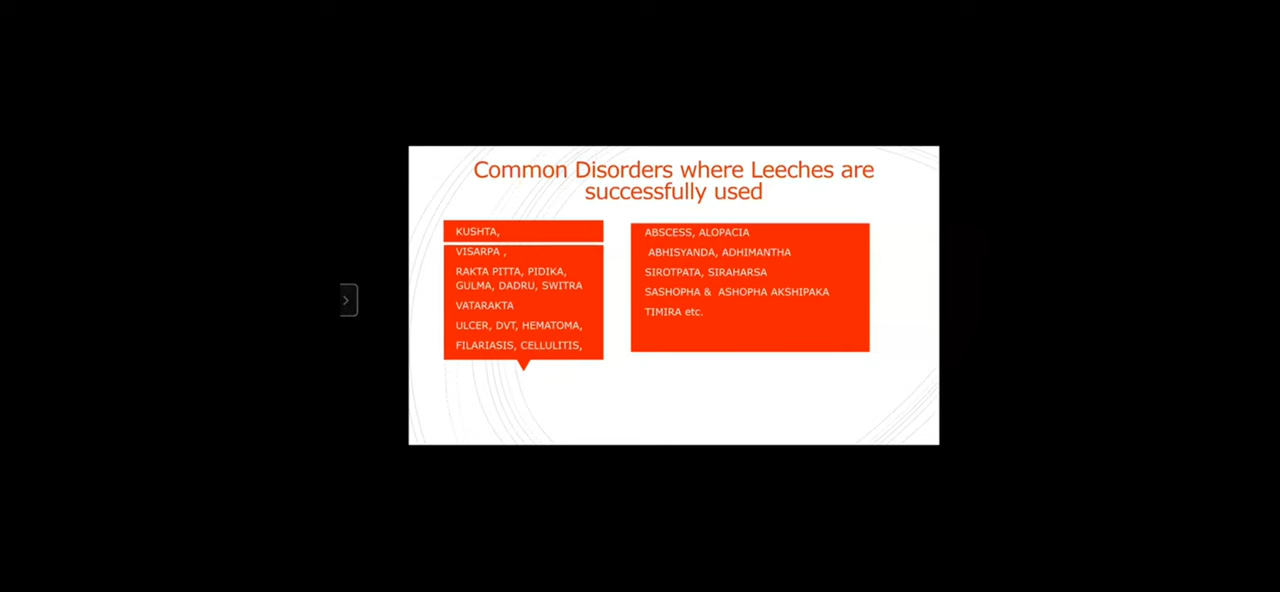 Common Disorders where Leeches are
successfully used
KUSHTA,
VISARPA ,
RAKTA PITTA, PIDIKA,
GULMA, DADRU, SWITRA
VATARAKTA
ULCER, DVT, HEMATOMA,
FILARIASIS, CELLULITIS,
ABSCESS, ALOPACIA
ABHISYANDA, ADHIMANTHA
SIROTPATA, SIRAHARSA
SASHOPHA & ASHOPHA AKSHIPAKA
TIMIRA etc.